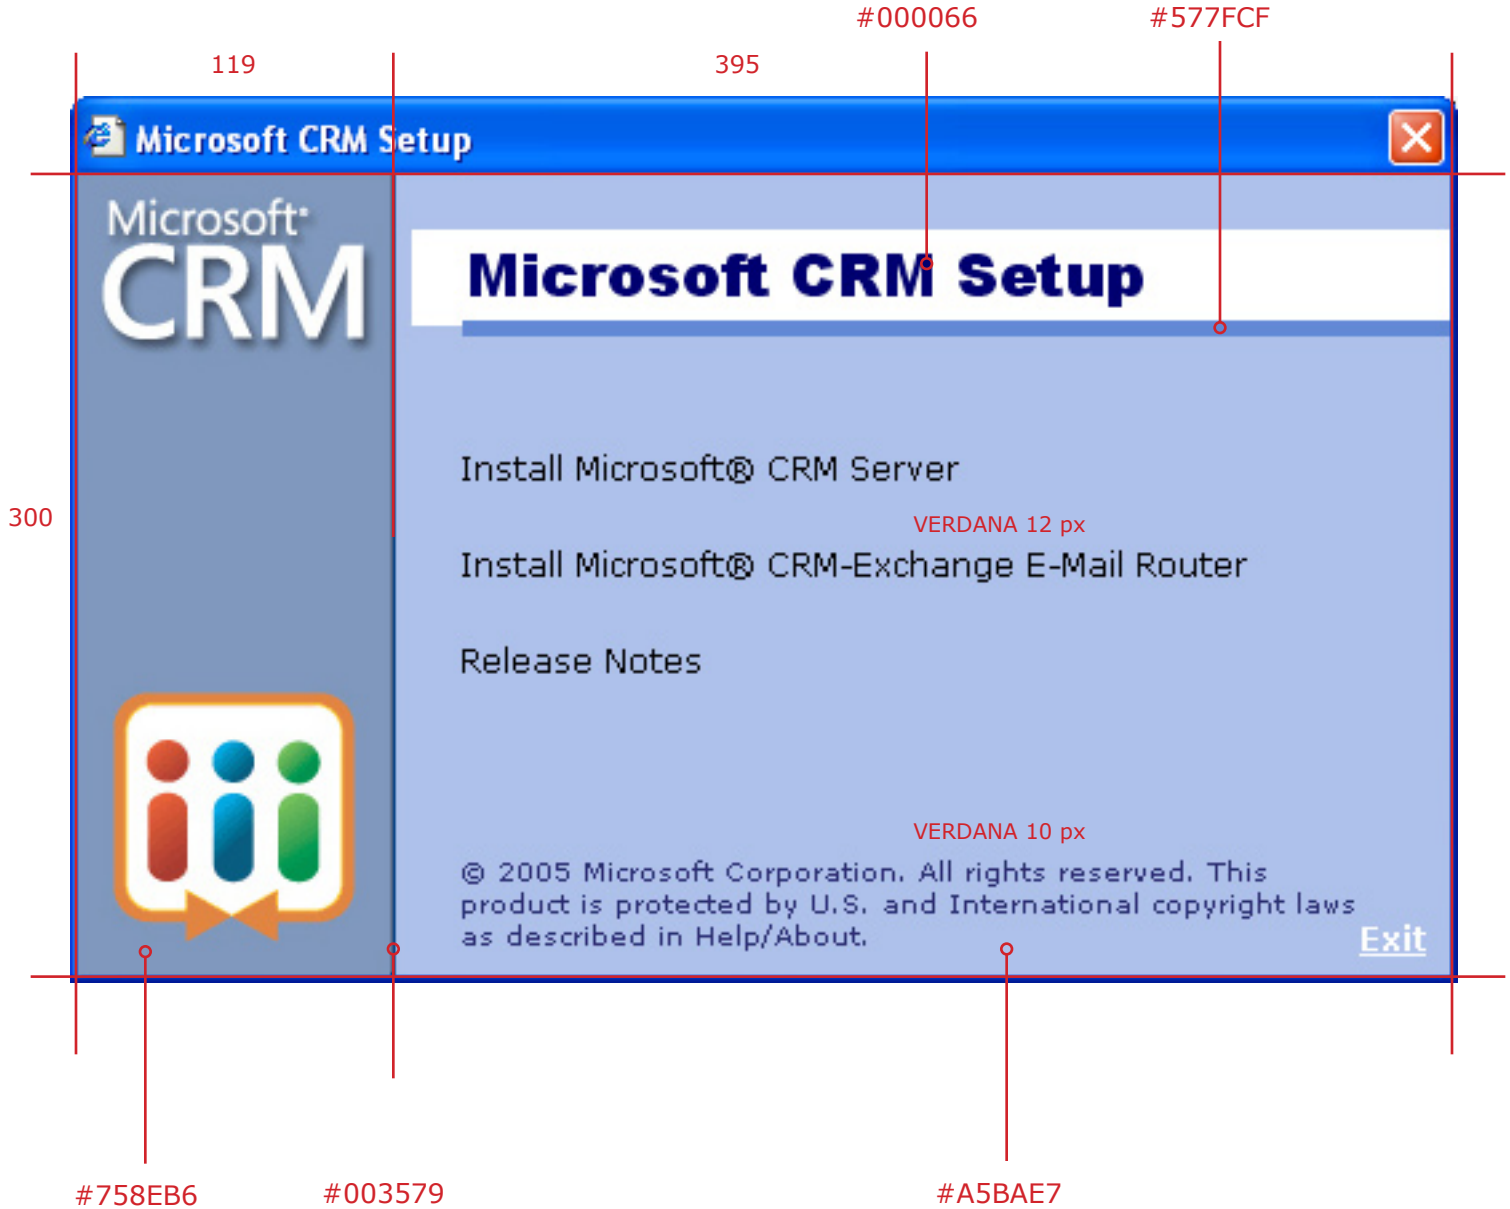 #000066
#577FCF
119
395
Microsoft CRM Setup
Microsoft®
CRM
Microsoft CRM Setup
Install Microsoft® CRM Server
300
VERDANA 12 px
Install Microsoft® CRM-Exchange E-Mail Router
Release Notes
VERDANA 10 px
© 2005 Microsoft Corporation. All rights reserved. This
product is protected by U.S. and International copyright laws
as described in Help/About.
Exit
#758EB6
#003579
#A5BAE7